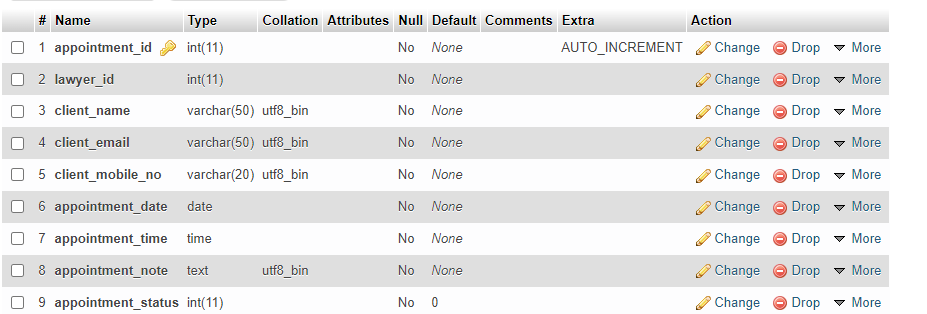 # Name Type Collation Attributes Null Default Comments Extra Action
1 appointment_id int(11) No None AUTO_INCREMENT Change Drop More
2 lawyer_id int(11) No None Change Drop More
3 client_name varchar(50) utf8_bin No None Change Drop More
4 client_email varchar(50) utf8_bin No None Change Drop More
5 client_mobile_no varchar(20) utf8_bin No None Change Drop More
6 appointment_date date No None Change Drop More
7 appointment_time time No None Change Drop More
8 appointment_note text utf8_bin No None Change Drop More
9 appointment_status int(11) No 0 Change Drop More